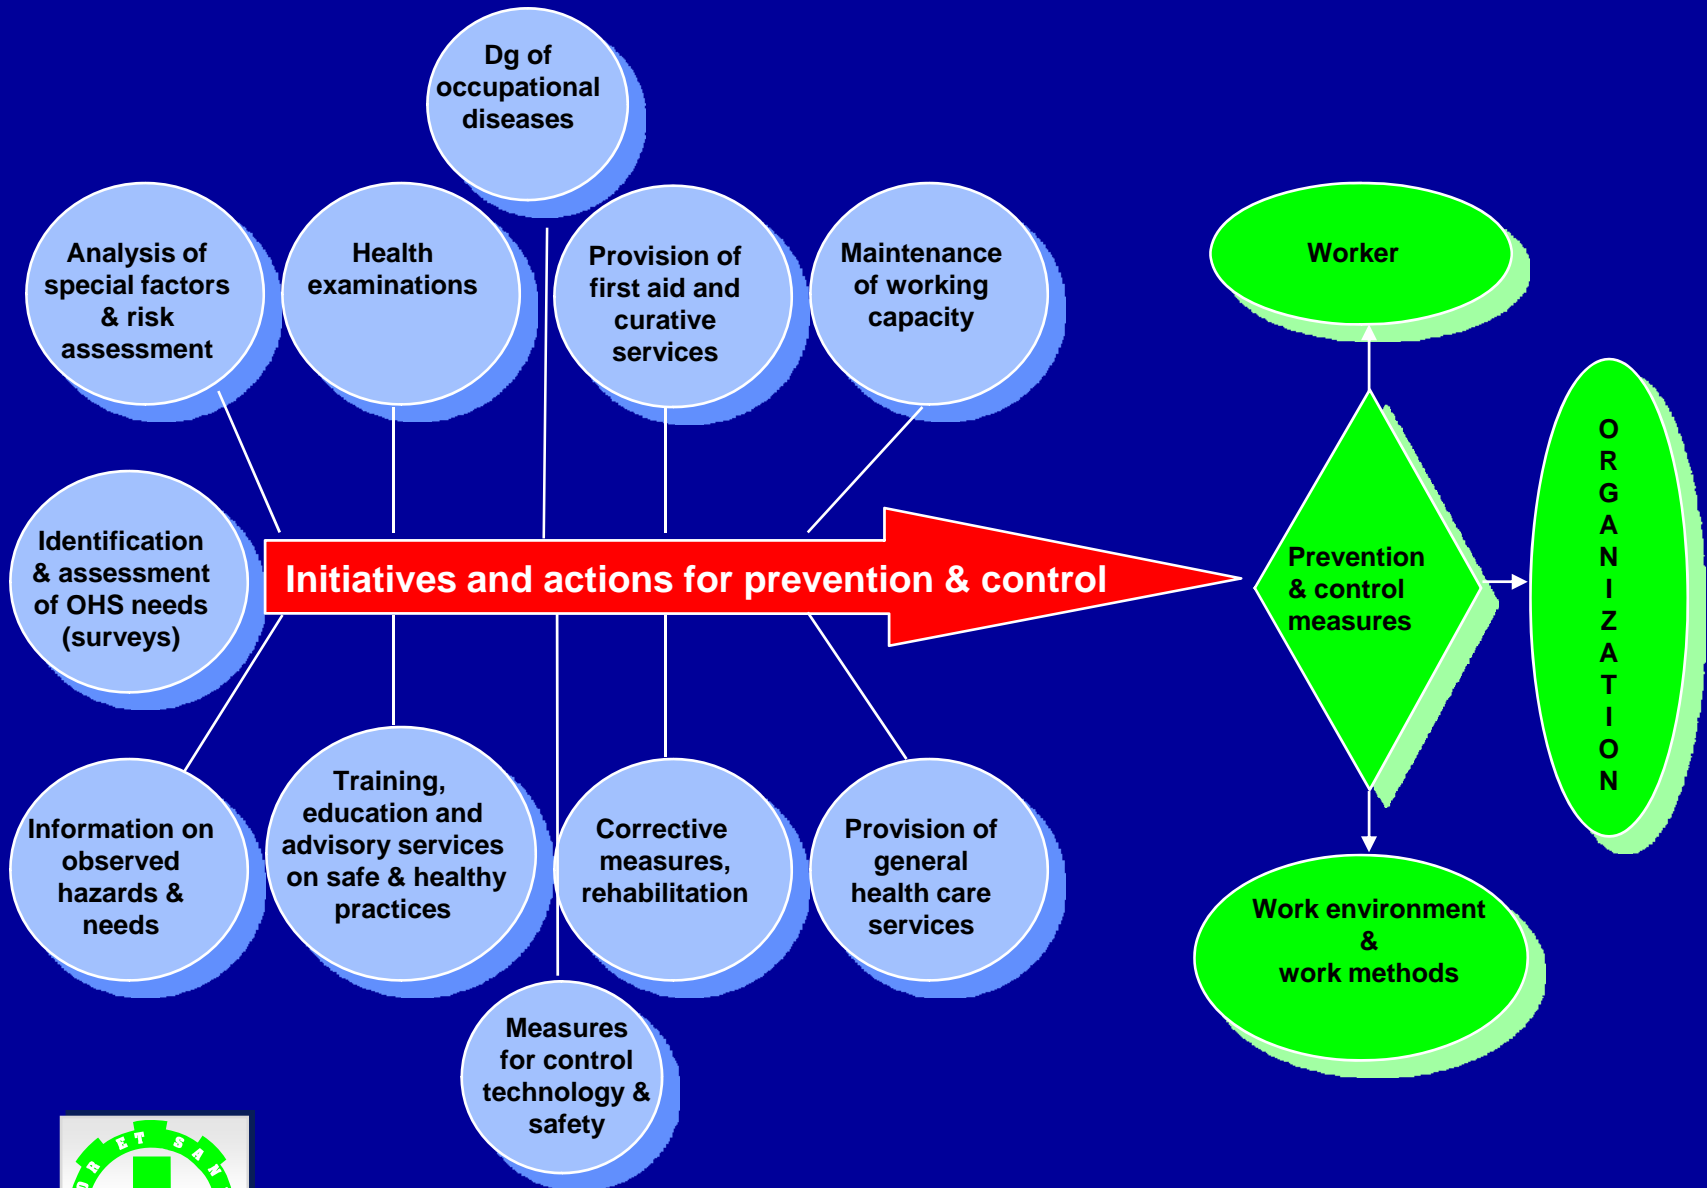 Dg of
occupational
diseases
Analysis of
special factors
& risk
assessment
Health
examinations
Provision of
first aid and
curative
services
Maintenance
of working
capacity
Worker
Identification
& assessment
of OHS needs
(surveys)
Initiatives and actions for prevention & control
Prevention
& control
measures
O
R
G
A
N
I
Z
A
T
I
O
N
Information on
observed
hazards &
needs
Training,
education and
advisory services
on safe & healthy
practices
Corrective
measures,
rehabilitation
Provision of
general
health care
services
Work environment
&
work methods
Measures
for control
technology &
safety
ET